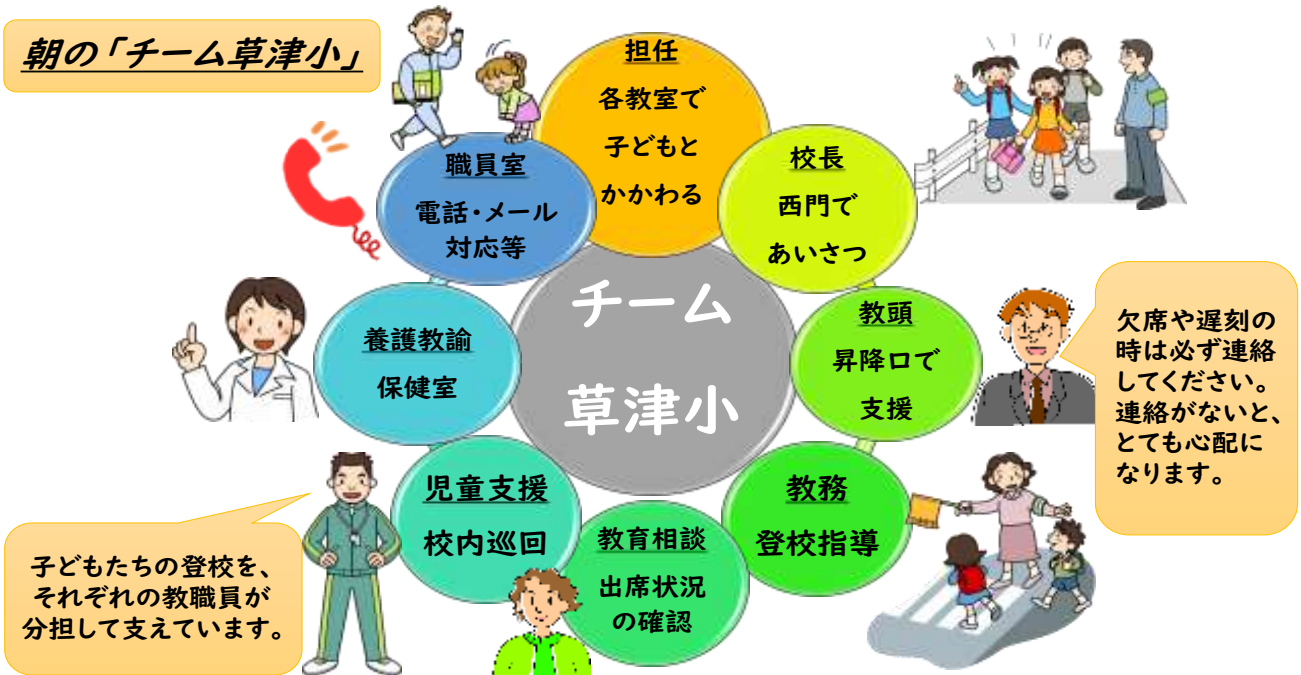 朝の「チーム草津小」
担任
各教室で
子どもと
かかわる
校長
西門で
あいさつ
教頭
昇降口で
支援
教務
登校指導
教育相談
出席状況
の確認
児童支援
校内巡回
養護教諭
保健室
職員室
電話・メール
対応等
チーム
草津小
欠席や遅刻の
時は必ず連絡
してください。
連絡がないと、
とても心配に
なります。
子どもたちの登校を、
それぞれの教職員が
分担して支えています。